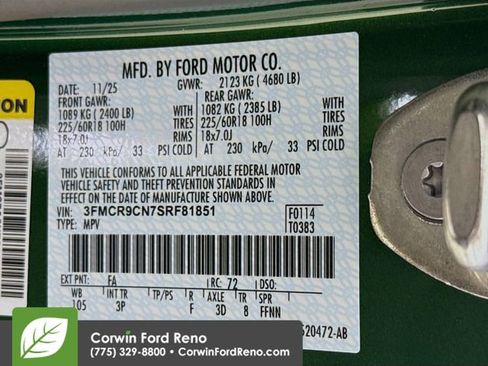 MFD. BY FORD MOTOR CO.
DATE: 11/25 GVWR: 2123 KG (4680 LB)
FRONT GAWR: REAR GAWR:
1089 KG (2400 LB) 1082 KG (2385 LB)
225/60R18 100H TIRES 225/60R18 100H TIRES
18x7.0J RIMS 18x7.0J RIMS
AT 230 kPa/ 33 PSI COLD AT 230 kPa/ 33 PSI COLD
THIS VEHICLE CONFORMS TO ALL APPLICABLE FEDERAL MOTOR
VEHICLE SAFETY AND THEFT PREVENTION STANDARDS IN
EFFECT ON THE DATE OF MANUFACTURE SHOWN ABOVE.
VIN: 3FMCR9CN7SRF81851 F0114
TYPE: MPV T0383
EXT PNT: FA RC: 72 DSO:
WB INT TR TP/PS R AXLE TR SPR
105 3P F 3D 8 FFNN
520472-AB
Corwin Ford Reno
(775) 329-8800 • CorwinFordReno.com